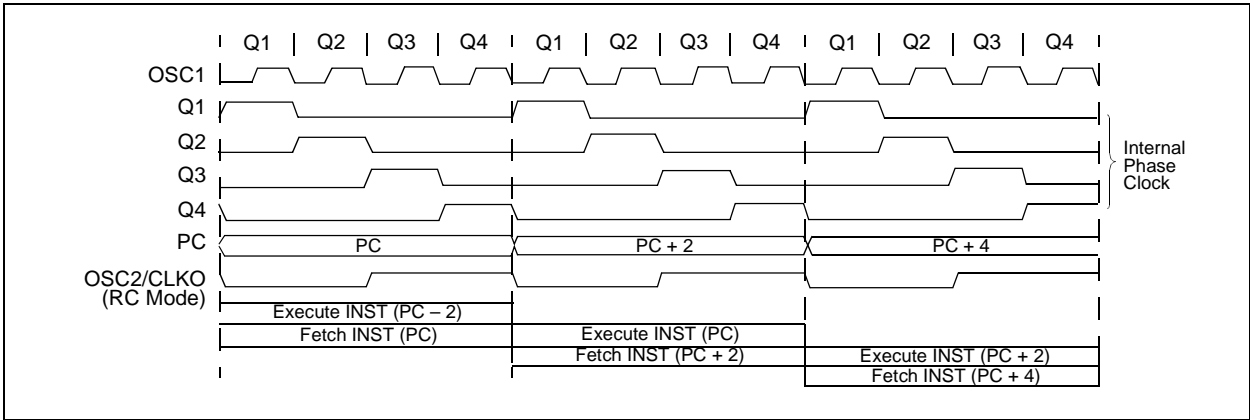 Q1 Q2 Q3 Q4 Q1 Q2 Q3 Q4 Q1 Q2 Q3 Q4
OSC1
Q1
Q2
Q3
Q4
Internal
Phase
Clock
PC PC PC + 2 PC + 4
OSC2/CLKO
(RC Mode)
Execute INST (PC – 2)
Fetch INST (PC) Execute INST (PC)
Fetch INST (PC + 2) Execute INST (PC + 2)
Fetch INST (PC + 4)